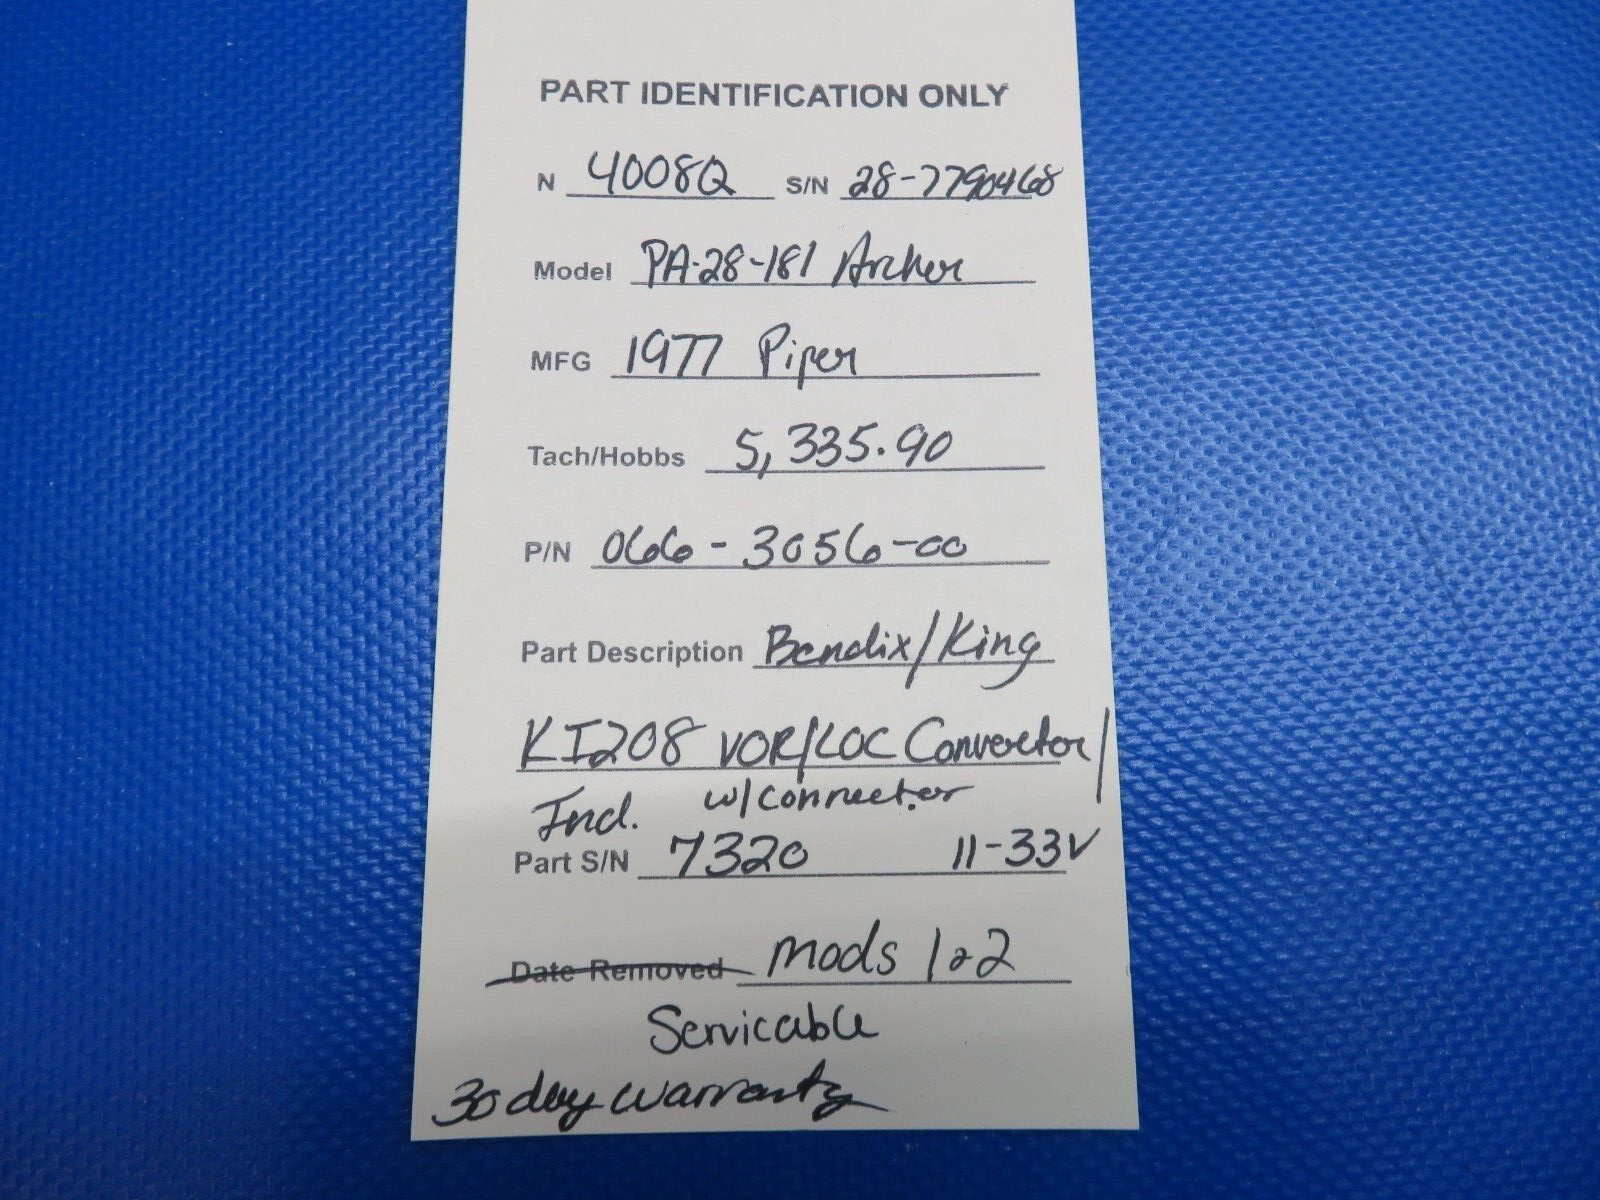 PART IDENTIFICATION ONLY
N 4008Q S/N 28-7790468
Model PA-28-181 Archer
MFG 1977 Piper
Tach/Hobbs 5,335.90
P/N 066-3056-00
Part Description Bendix/King
KI208 VOR/LOC Converter/
Ind. w/connector
Part S/N 7320 11-33V
Date Removed mods 1 & 2
Servicable
30 day warranty